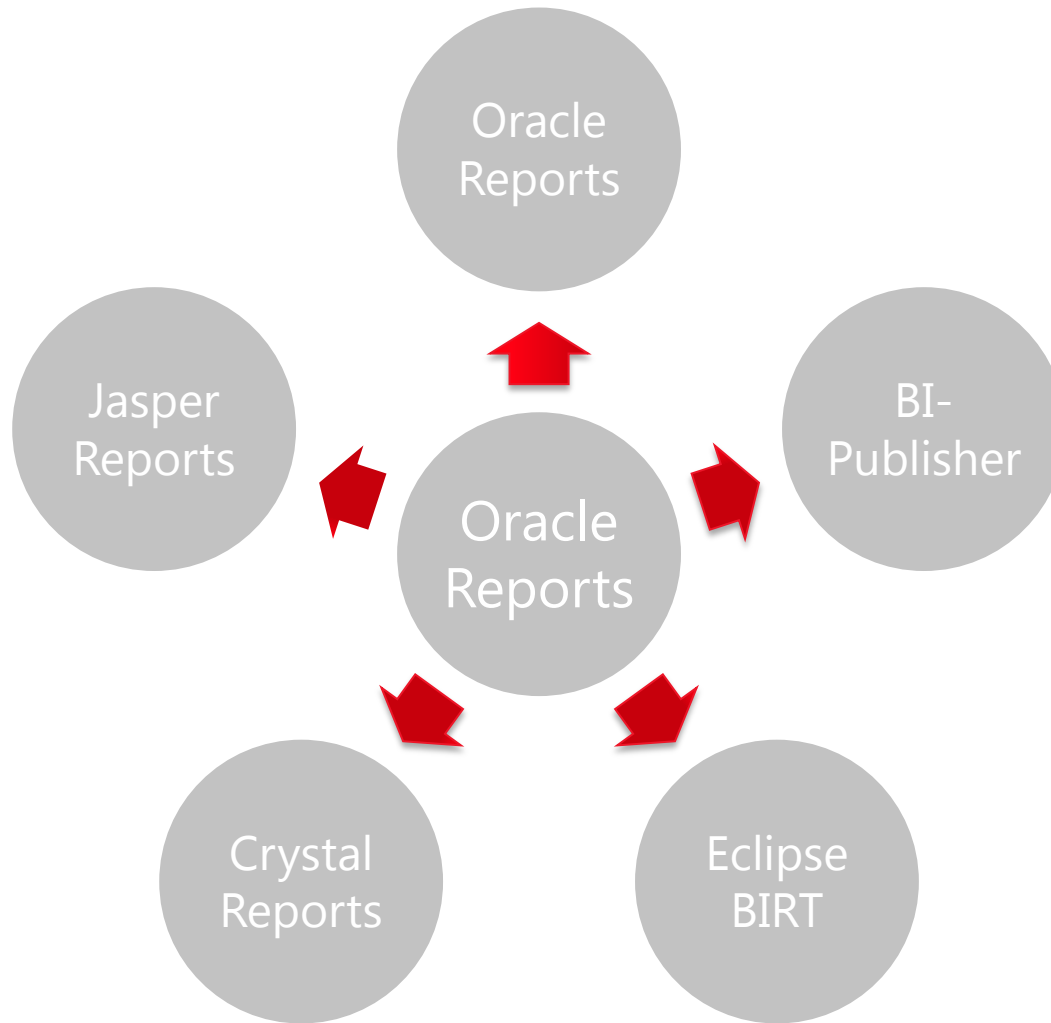 Oracle
Reports
Jasper
Reports
BI-
Publisher
Oracle
Reports
Crystal
Reports
Eclipse
BIRT